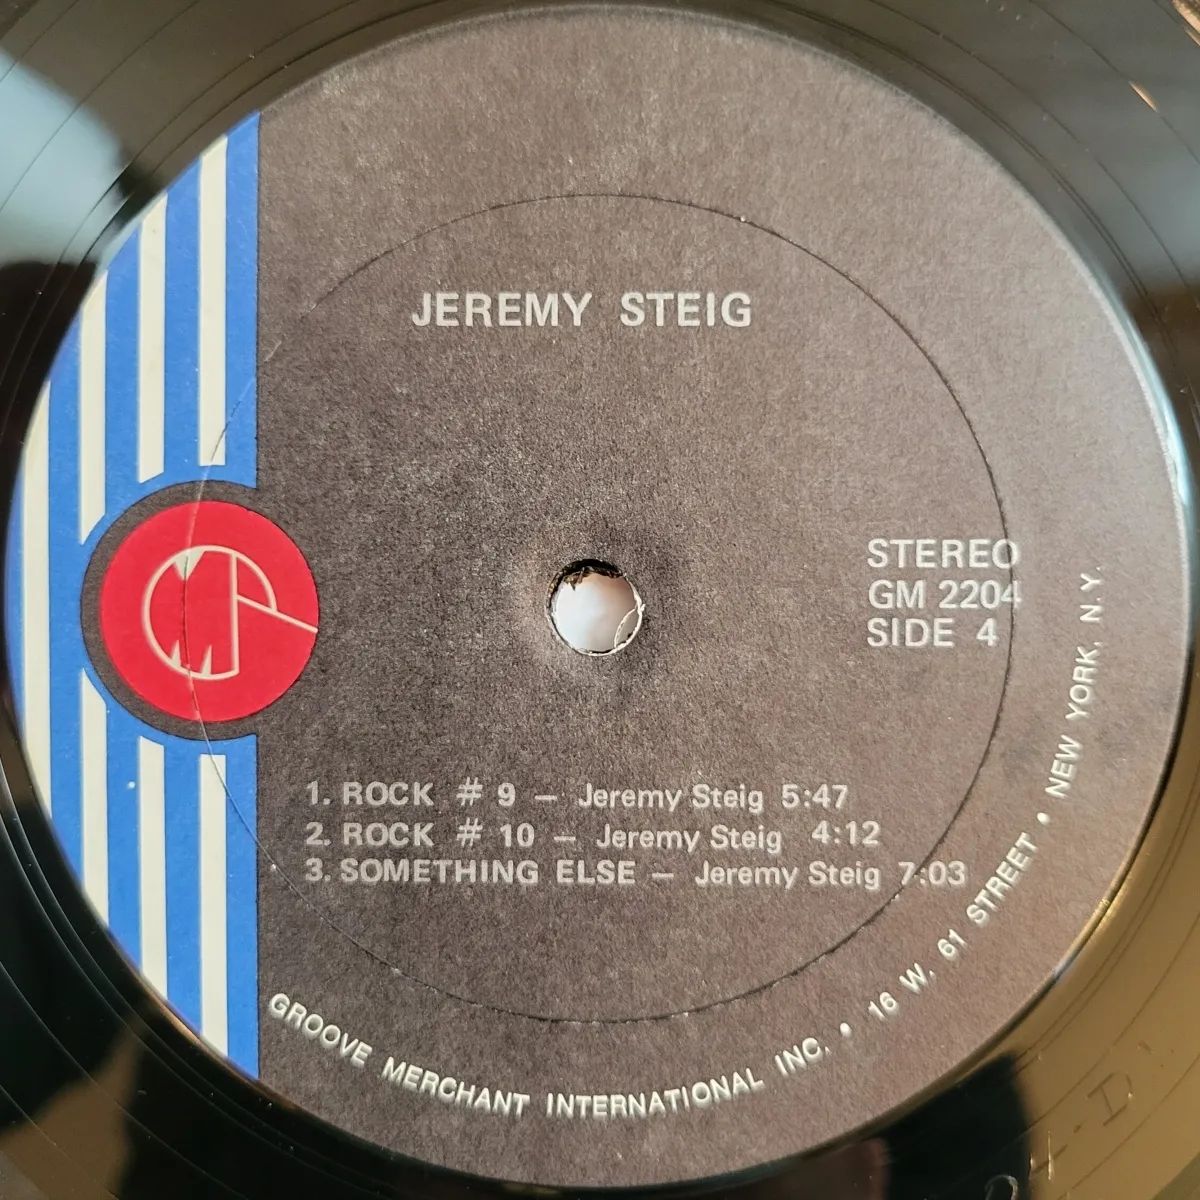 JEREMY STEIG
STEREO
GM 2204
SIDE 4
1. ROCK # 9 – Jeremy Steig 5:47
2. ROCK # 10 – Jeremy Steig 4:12
3. SOMETHING ELSE – Jeremy Steig 7:03
GROOVE MERCHANT INTERNATIONAL INC. • 16 W. 61 STREET • NEW YORK, N.Y.